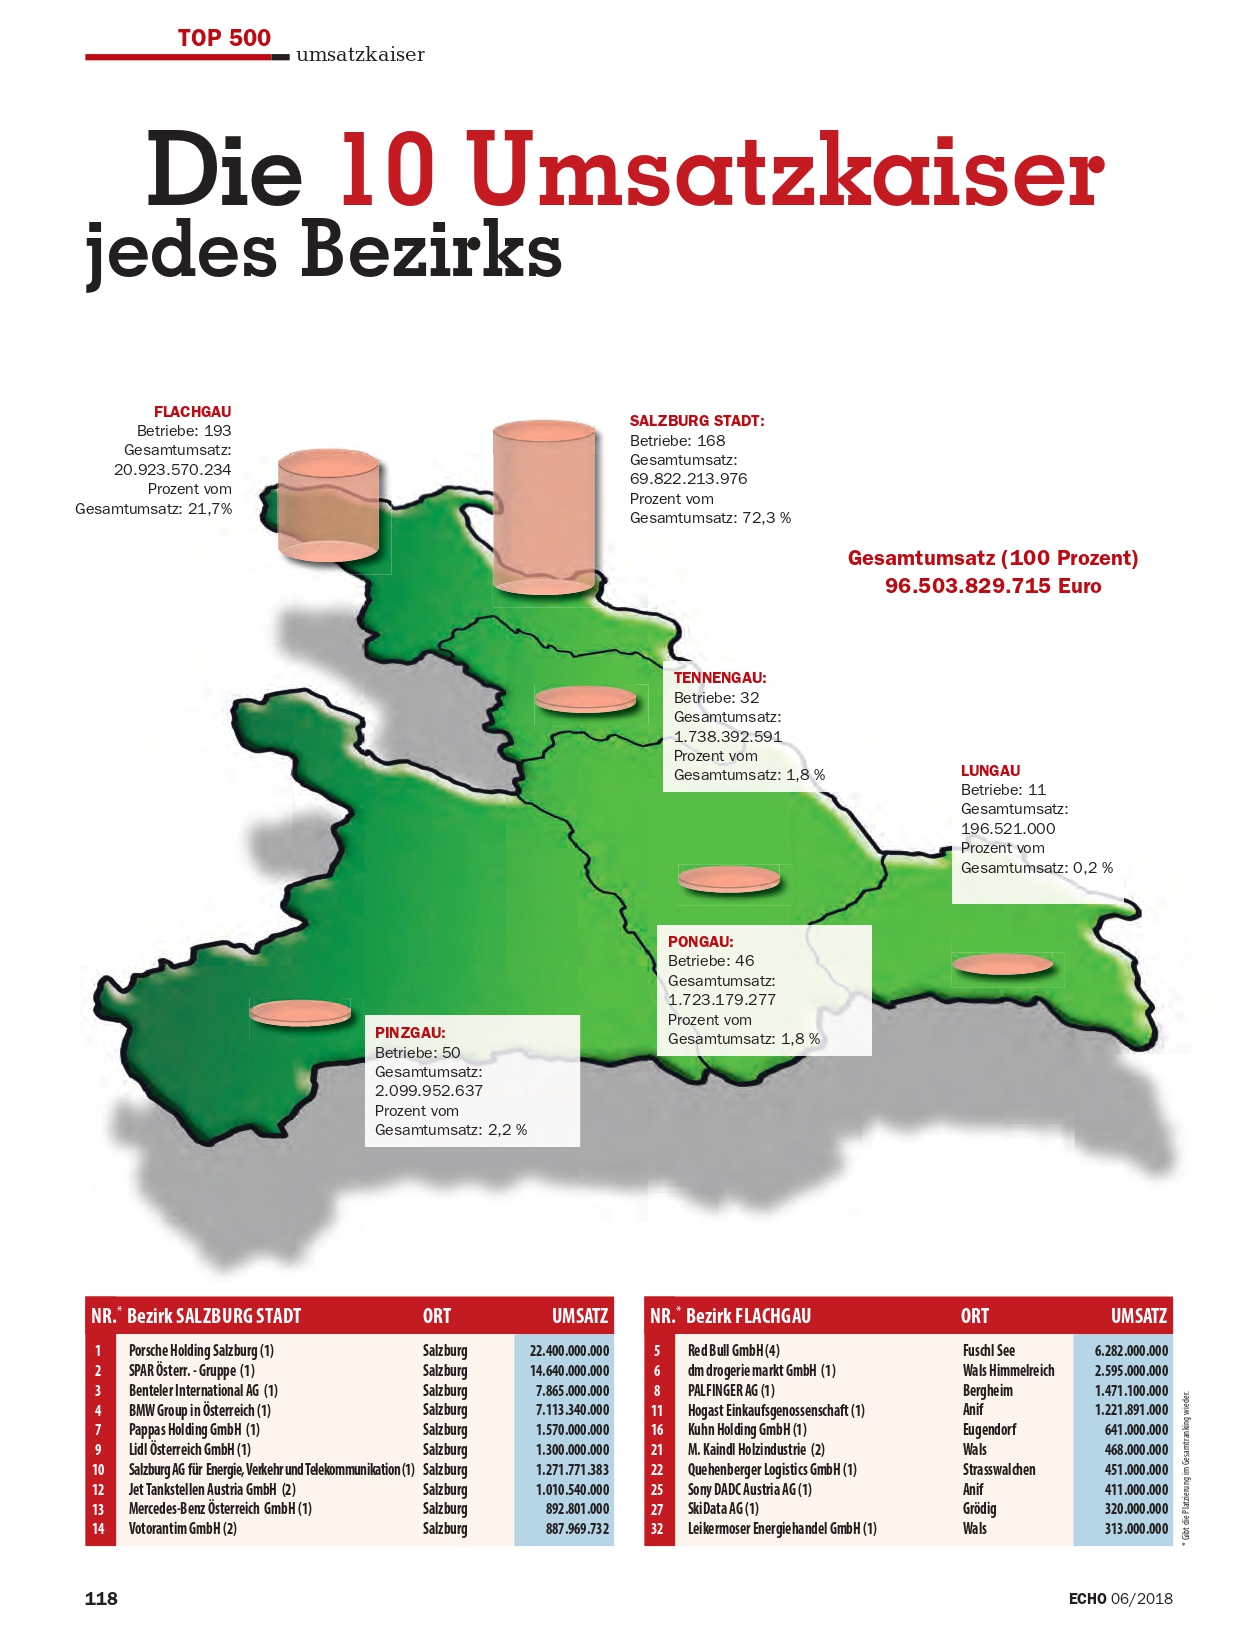 TOP 500
umsatzkaiser
Die 10 Umsatzkaiser
jedes Bezirks
FLACHGAU
Betriebe: 193
Gesamtumsatz:
20.923.570.234
Prozent vom
Gesamtumsatz: 21,7%
SALZBURG STADT:
Betriebe: 168
Gesamtumsatz:
69.822.213.976
Prozent vom
Gesamtumsatz: 72,3 %
Gesamtumsatz (100 Prozent)
96.503.829.715 Euro
TENNENGAU:
Betriebe: 32
Gesamtumsatz:
1.738.392.591
Prozent vom
Gesamtumsatz: 1,8 %
LUNGAU
Betriebe: 11
Gesamtumsatz:
196.521.000
Prozent vom
Gesamtumsatz: 0,2 %
PONGAU:
Betriebe: 46
Gesamtumsatz:
1.723.179.277
Prozent vom
Gesamtumsatz: 1,8 %
PINZGAU:
Betriebe: 50
Gesamtumsatz:
2.099.952.637
Prozent vom
Gesamtumsatz: 2,2 %
NR.* Bezirk SALZBURG STADT ORT UMSATZ
1 Porsche Holding Salzburg (1) Salzburg 22.400.000.000
2 SPAR Österr. - Gruppe (1) Salzburg 14.640.000.000
3 Benteler International AG (1) Salzburg 7.865.000.000
4 BMW Group in Österreich (1) Salzburg 7.113.340.000
7 Pappas Holding GmbH (1) Salzburg 1.570.000.000
9 Lidl Österreich GmbH (1) Salzburg 1.300.000.000
10 Salzburg AG für Energie, Verkehr und Telekommunikation (1) Salzburg 1.271.771.383
12 Jet Tankstellen Austria GmbH (2) Salzburg 1.010.540.000
13 Mercedes-Benz Österreich GmbH (1) Salzburg 892.801.000
14 Votorantim GmbH (2) Salzburg 887.969.732
NR.* Bezirk FLACHGAU ORT UMSATZ
5 Red Bull GmbH (4) Fuschl See 6.282.000.000
6 dm drogerie markt GmbH (1) Wals Himmelreich 2.595.000.000
8 PALFINGER AG (1) Bergheim 1.471.100.000
11 Hogast Einkaufsgenossenschaft (1) Anif 1.221.891.000
16 Kuhn Holding GmbH (1) Eugendorf 641.000.000
21 M. Kaindl Holzindustrie (2) Wals 468.000.000
22 Quehenberger Logistics GmbH (1) Strasswalchen 451.000.000
25 Sony DADC Austria AG (1) Anif 411.000.000
27 SkiData AG (1) Grödig 320.000.000
32 Leikermoser Energiehandel GmbH (1) Wals 313.000.000
* Gibt die Platzierung im Gesamtranking wieder.
118
ECHO 06/2018